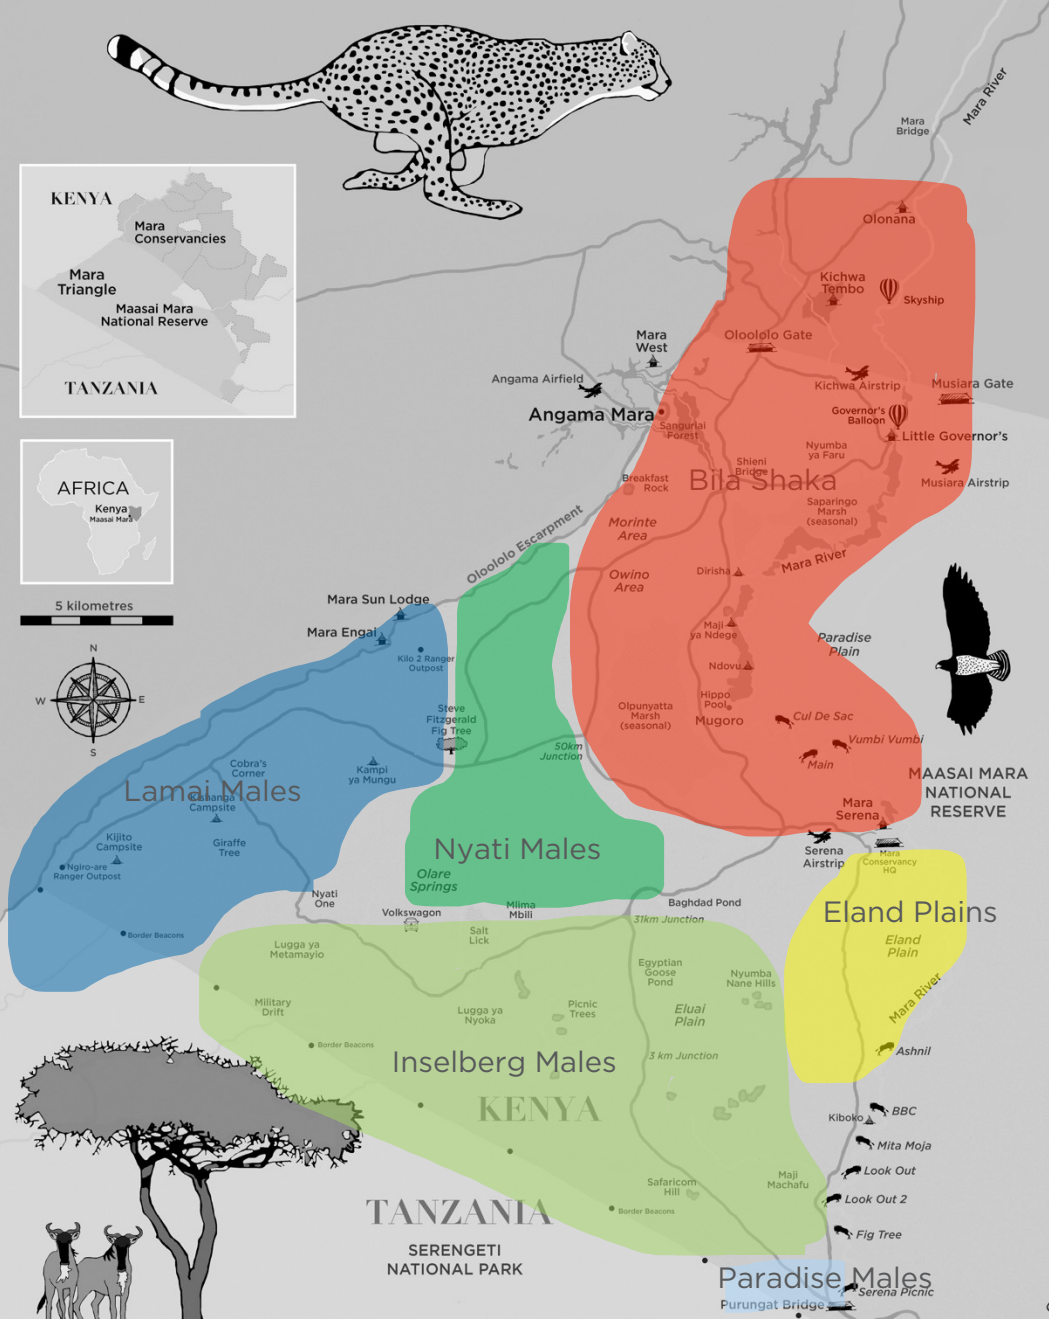 Mara River
Mara
Bridge
KENYA
Mara
Conservancies
Mara
Triangle
Maasai Mara
National Reserve
TANZANIA
Olonana
Kichwa
Tembo
Skyship
Mara
West
Oloololo Gate
Angama Airfield
Kichwa Airstrip
Musiara Gate
Angama Mara
Governor's
Balloon
Little Governor's
Sanguriai
Forest
Nyumba
ya Faru
Shieni
Bridge
Bila Shaka
Breakfast
Rock
Musiara Airstrip
AFRICA
Kenya
Maasai Mara
Saparingo
Marsh
(seasonal)
Morinte
Area
Oloololo Escarpment
Mara River
Owino
Area
Dirisha
5 kilometres
Mara Sun Lodge
Mara Engai
Maji
ya Ndege
Paradise
Plain
N
W
E
S
Kilo 2 Ranger
Outpost
Ndovu
Hippo
Pool
Mugoro
Steve
Fitzgerald
Fig Tree
Olpunyatta
Marsh
(seasonal)
Cul De Sac
Vumbi Vumbi
Main
50km
Junction
Cobra's
Corner
Kampi
ya Mungu
MAASAI MARA
NATIONAL
RESERVE
Lamai Males
Kishanga
Campsite
Mara
Serena
Kijito
Campsite
Giraffe
Tree
Nyati Males
Serena
Airstrip
Mara
Conservancy
HQ
Ngiro-are
Ranger Outpost
Olare
Springs
Nyati
One
Volkswagon
Mlima
Mbili
Baghdad Pond
31km Junction
Eland Plains
Border Beacons
Salt
Lick
Eland
Plain
Lugga ya
Metamayio
Egyptian
Goose
Pond
Nyumba
Nane Hills
Mara River
Military
Drift
Lugga ya
Nyoka
Picnic
Trees
Eluai
Plain
Border Beacons
3 km Junction
Ashnil
Inselberg Males
KENYA
BBC
Kiboko
Mita Moja
Look Out
Safaricom
Hill
Maji
Machafu
Look Out 2
TANZANIA
Border Beacons
Fig Tree
SERENGETI
NATIONAL PARK
Paradise Males
Serena Picnic
Purungat Bridge